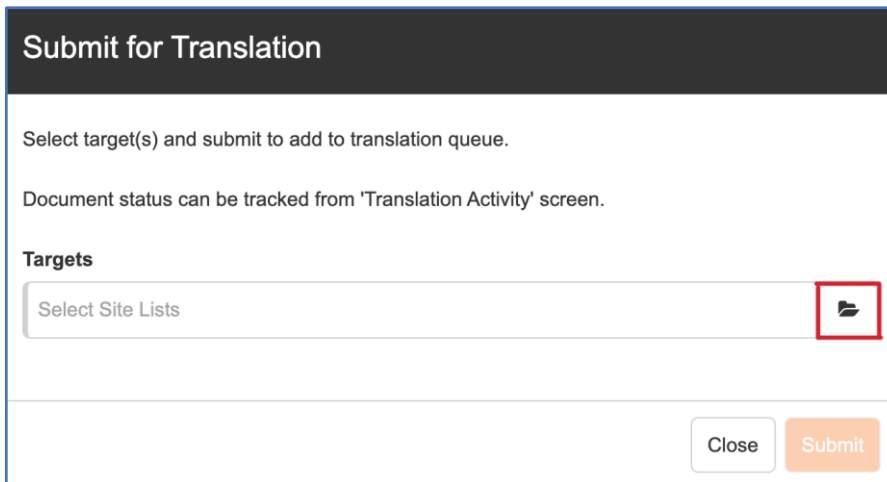 Submit for Translation
Select target(s) and submit to add to translation queue.
Document status can be tracked from 'Translation Activity' screen.
Targets
Select Site Lists
Close Submit